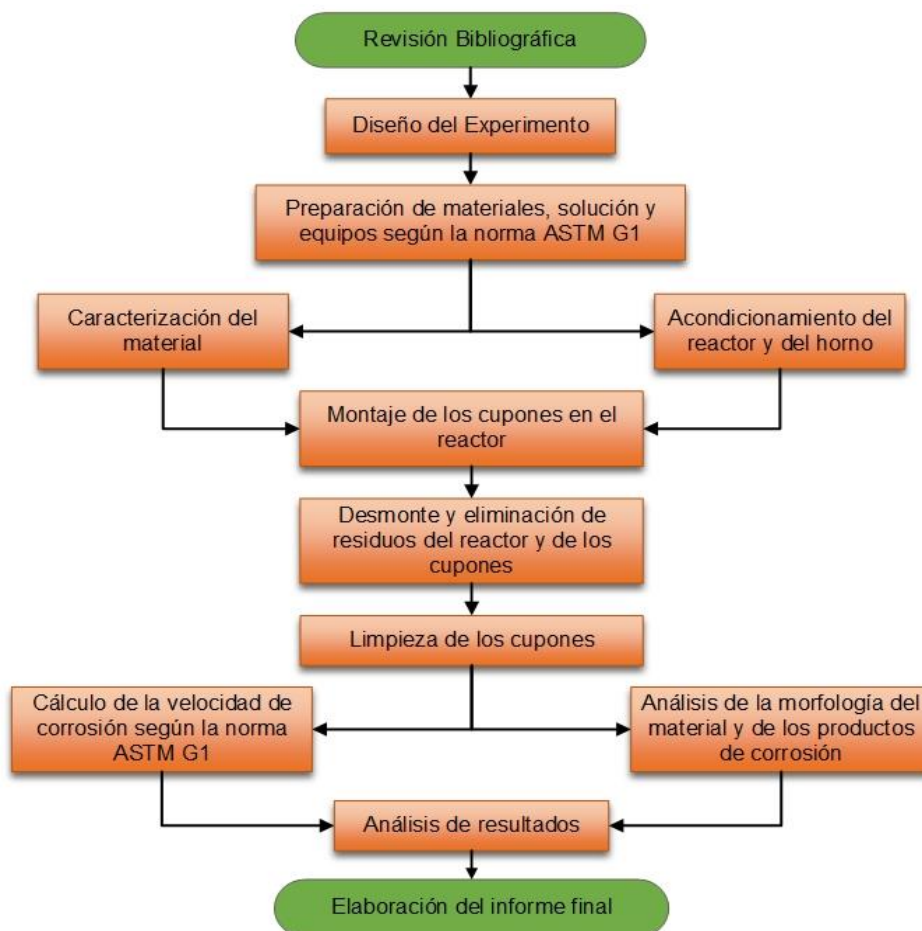 Revisión Bibliográfica
Diseño del Experimento
Preparación de materiales, solución y
equipos según la norma ASTM G1
Caracterización del
material
Acondicionamiento del
reactor y del horno
Montaje de los cupones en el
reactor
Desmonte y eliminación de
residuos del reactor y de los
cupones
Limpieza de los cupones
Cálculo de la velocidad de
corrosión según la norma
ASTM G1
Análisis de la morfología del
material y de los productos
de corrosión
Análisis de resultados
Elaboración del informe final